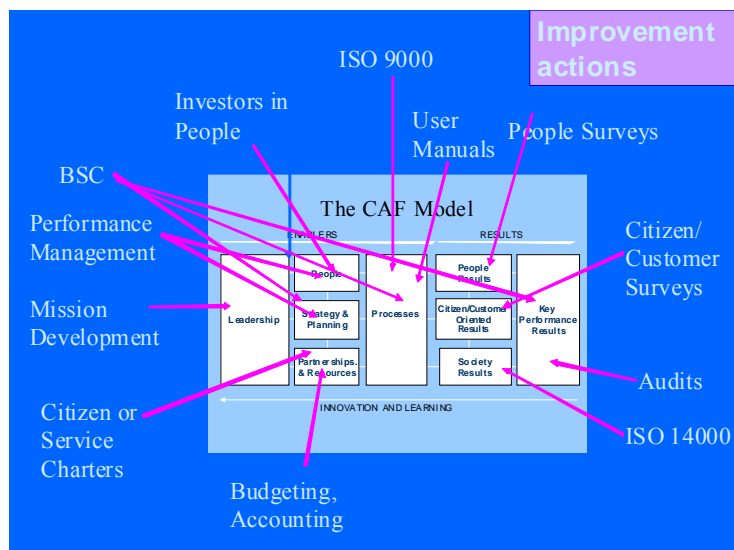 Improvement
actions
ISO 9000
Investors in
People
User
Manuals
People Surveys
BSC
The CAF Model
Performance
Management
ENABLERS
RESULTS
Citizen/
Customer
Surveys
People
People
Results
Mission
Development
Leadership
Strategy &
Planning
Processes
Citizen/Customer
Oriented
Results
Key
Performance
Results
Partnerships.
& Resources
Society
Results
Audits
INNOVATION AND LEARNING
Citizen or
Service
Charters
ISO 14000
Budgeting,
Accounting